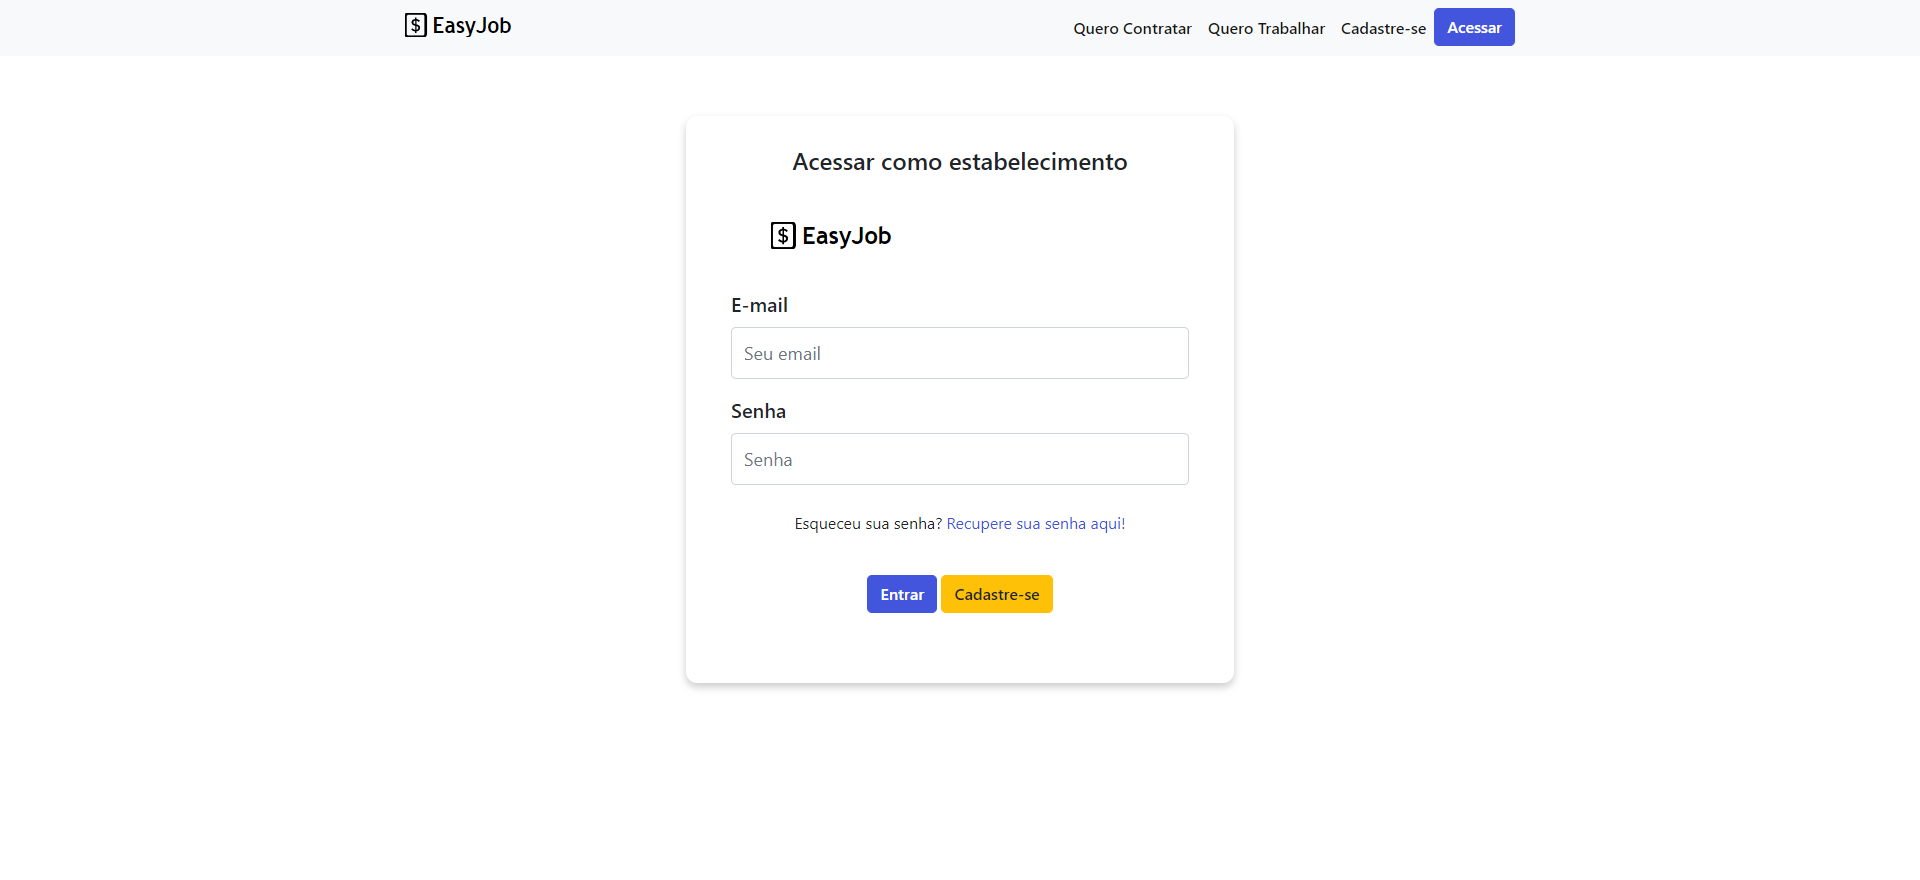 $ EasyJob
Quero Contratar Quero Trabalhar Cadastre-se Acessar
Acessar como estabelecimento
$ EasyJob
E-mail
Seu email
Senha
Senha
Esqueceu sua senha? Recupere sua senha aqui!
Entrar Cadastre-se